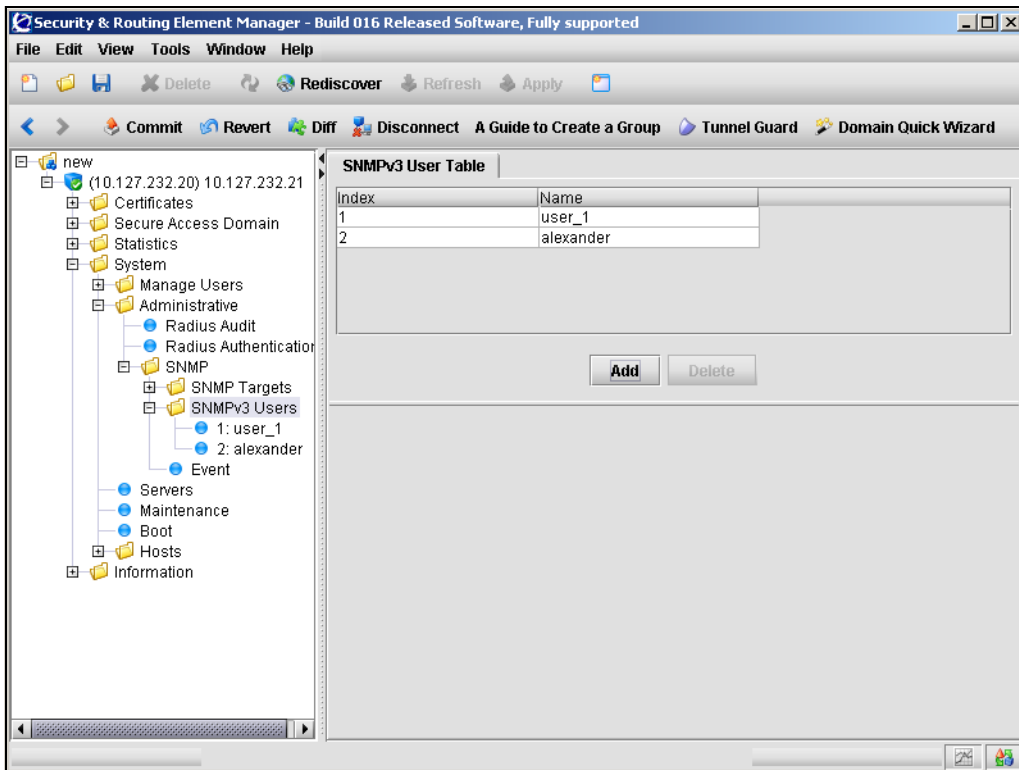 Security & Routing Element Manager - Build 016 Released Software, Fully supported
File Edit View Tools Window Help
Delete Rediscover Refresh Apply
Commit Revert Diff Disconnect A Guide to Create a Group Tunnel Guard Domain Quick Wizard
new
(10.127.232.20) 10.127.232.21
Certificates
Secure Access Domain
Statistics
System
Manage Users
Administrative
Radius Audit
Radius Authentication
SNMP
SNMP Targets
SNMPv3 Users
1: user_1
2: alexander
Event
Servers
Maintenance
Boot
Hosts
Information
SNMPv3 User Table
Index Name
1 user_1
2 alexander
Add Delete